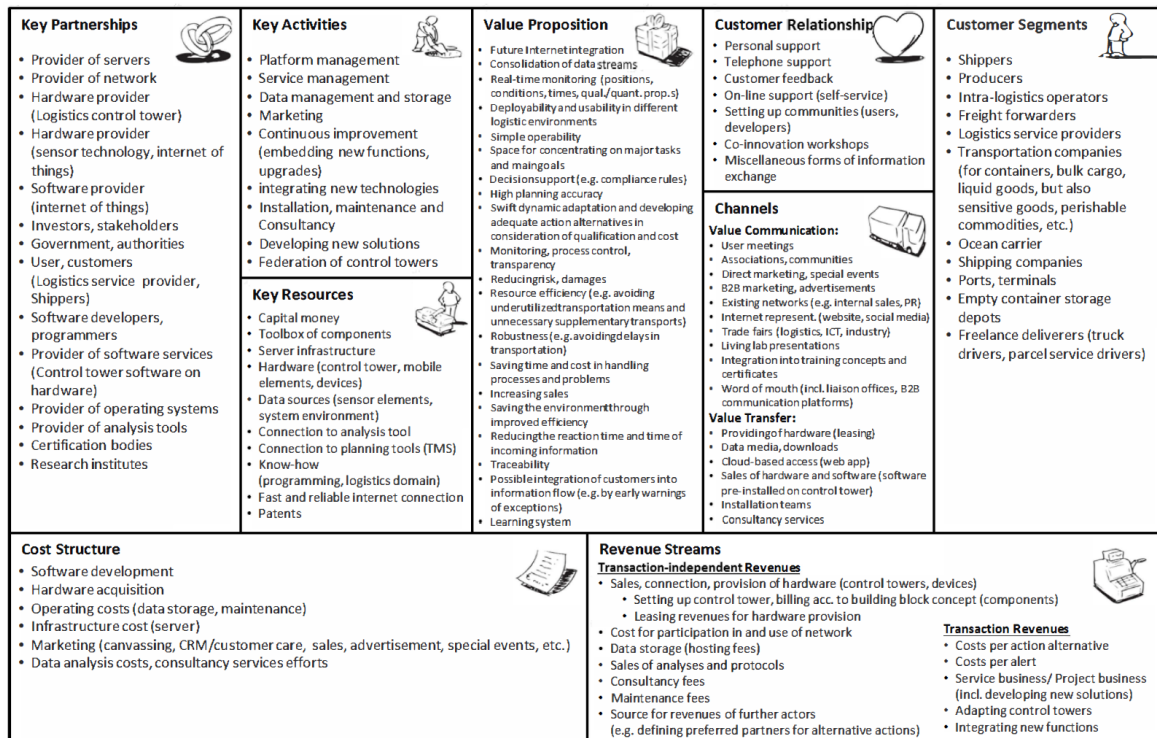 Key Partnerships
• Provider of servers
• Provider of network
• Hardware provider
(Logistics control tower)
• Hardware provider
(sensor technology, internet of
things)
• Software provider
(internet of things)
• Investors, stakeholders
• Government, authorities
• User, customers
(Logistics service provider,
Shippers)
• Software developers,
programmers
• Provider of software services
(Control tower software on
hardware)
• Provider of operating systems
• Provider of analysis tools
• Certification bodies
• Research institutes
Key Activities
• Platform management
• Service management
• Data management and storage
• Marketing
• Continuous improvement
(embedding new functions,
upgrades)
• integrating new technologies
• Installation, maintenance and
Consultancy
• Developing new solutions
• Federation of control towers
Key Resources
• Capital money
• Toolbox of components
• Server infrastructure
• Hardware (control tower, mobile
elements, devices)
• Data sources (sensor elements,
system environment)
• Connection to analysis tool
• Connection to planning tools (TMS)
• Know-how
(programming, logistics domain)
• Fast and reliable internet connection
• Patents
Value Proposition
• Future Internet integration
• Consolidation of data streams
• Real-time monitoring (positions,
conditions, times, qual./quant. prop.s)
• Deployability and usability in different
logistic environments
• Simple operability
• Space for concentrating on major tasks
and main goals
• Decision support (e.g. compliance rules)
• High planning accuracy
• Swift dynamic adaptation and developing
adequate action alternatives in
consideration of qualification and cost
• Monitoring, process control,
transparency
• Reducing risk, damages
• Resource efficiency (e.g. avoiding
underutilized transportation means and
unnecessary supplementary transports)
• Robustness (e.g. avoiding delays in
transportation)
• Saving time and cost in handling
processes and problems
• Increasing sales
• Saving the environment through
improved efficiency
• Reducing the reaction time and time of
incoming information
• Traceability
• Possible integration of customers into
information flow (e.g. by early warnings
of exceptions)
• Learning system
Customer Relationship
• Personal support
• Telephone support
• Customer feedback
• On-line support (self-service)
• Setting up communities (users,
developers)
• Co-innovation workshops
• Miscellaneous forms of information
exchange
Channels
Value Communication:
• User meetings
• Associations, communities
• Direct marketing, special events
• B2B marketing, advertisements
• Existing networks (e.g. internal sales, PR)
• Internet represent. (website, social media)
• Trade fairs (logistics, ICT, industry)
• Living lab presentations
• Integration into training concepts and
certificates
• Word of mouth (incl. liaison offices, B2B
communication platforms)
Value Transfer:
• Providing of hardware (leasing)
• Data media, downloads
• Cloud-based access (web app)
• Sales of hardware and software (software
pre-installed on control tower)
• Installation teams
• Consultancy services
Customer Segments
• Shippers
• Producers
• Intra-logistics operators
• Freight forwarders
• Logistics service providers
• Transportation companies
(for containers, bulk cargo,
liquid goods, but also
sensitive goods, perishable
commodities, etc.)
• Ocean carrier
• Shipping companies
• Ports, terminals
• Empty container storage
depots
• Freelance deliverers (truck
drivers, parcel service drivers)
Cost Structure
• Software development
• Hardware acquisition
• Operating costs (data storage, maintenance)
• Infrastructure cost (server)
• Marketing (canvassing, CRM/customer care, sales, advertisement, special events, etc.)
• Data analysis costs, consultancy services efforts
Revenue Streams
Transaction-independent Revenues
• Sales, connection, provision of hardware (control towers, devices)
• Setting up control tower, billing acc. to building block concept (components)
• Leasing revenues for hardware provision
• Cost for participation in and use of network
• Data storage (hosting fees)
• Sales of analyses and protocols
• Consultancy fees
• Maintenance fees
• Source for revenues of further actors
(e.g. defining preferred partners for alternative actions)
Transaction Revenues
• Costs per action alternative
• Costs per alert
• Service business/ Project business
(incl. developing new solutions)
• Adapting control towers
• Integrating new functions